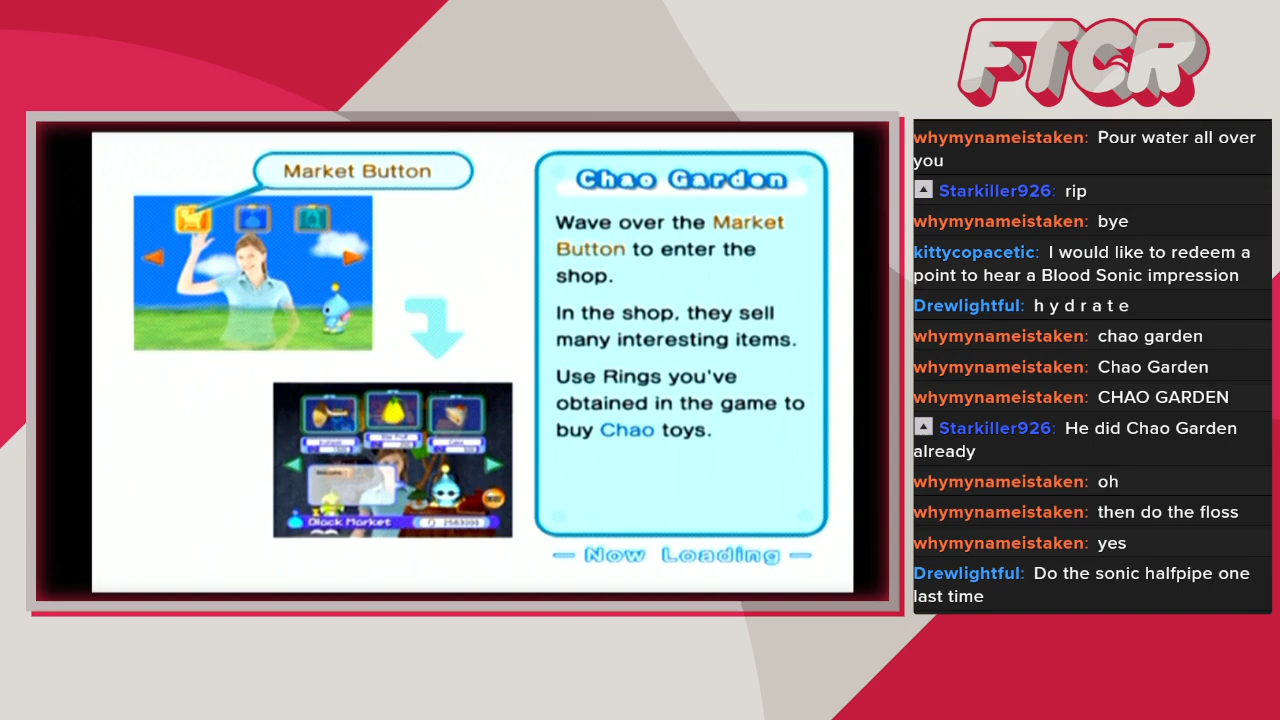 FTCR
Market Button
Chao Garden
Wave over the Market
Button to enter the
shop.
In the shop, they sell
many interesting items.
Use Rings you've
obtained in the game to
buy Chao toys.
Now Loading
Black Market
whymynameistaken: Pour water all over
you
Starkiller926: rip
whymynameistaken: bye
kittycopacetic: I would like to redeem a
point to hear a Blood Sonic impression
Drewlightful: h y d r a t e
whymynameistaken: chao garden
whymynameistaken: Chao Garden
whymynameistaken: CHAO GARDEN
Starkiller926: He did Chao Garden
already
whymynameistaken: oh
whymynameistaken: then do the floss
whymynameistaken: yes
Drewlightful: Do the sonic halfpipe one
last time